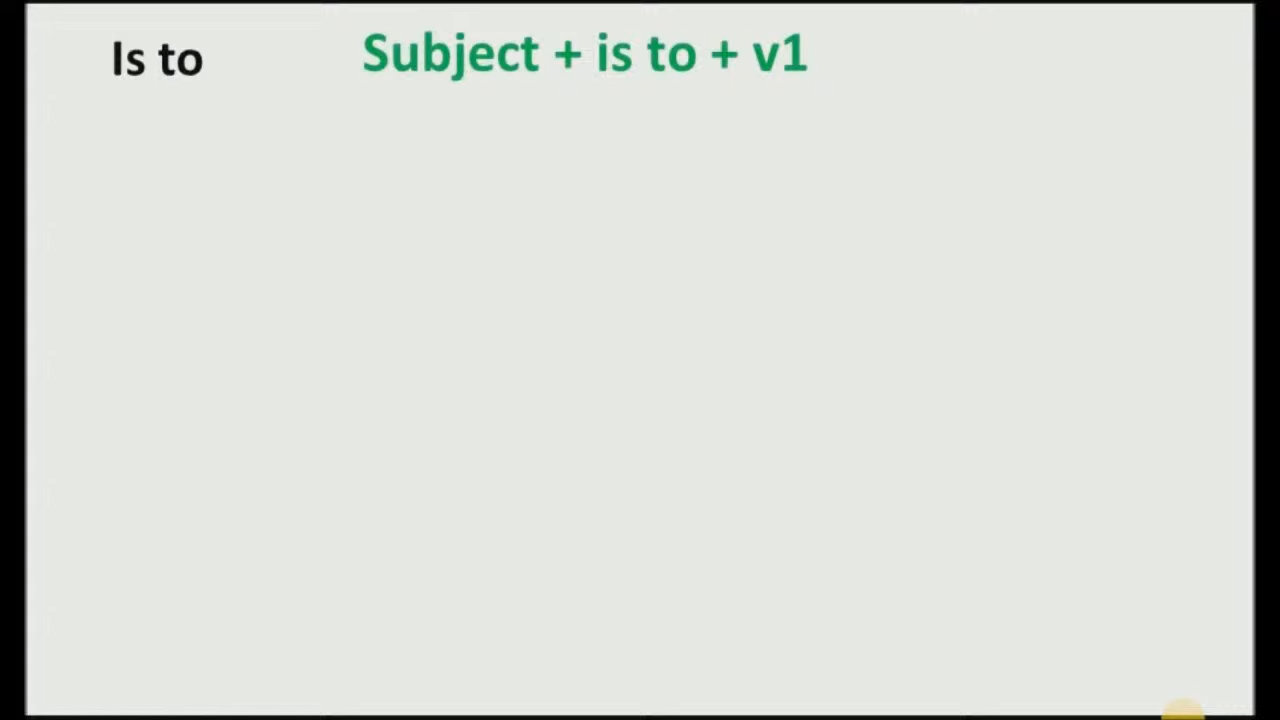 Is to Subject + is to + v1